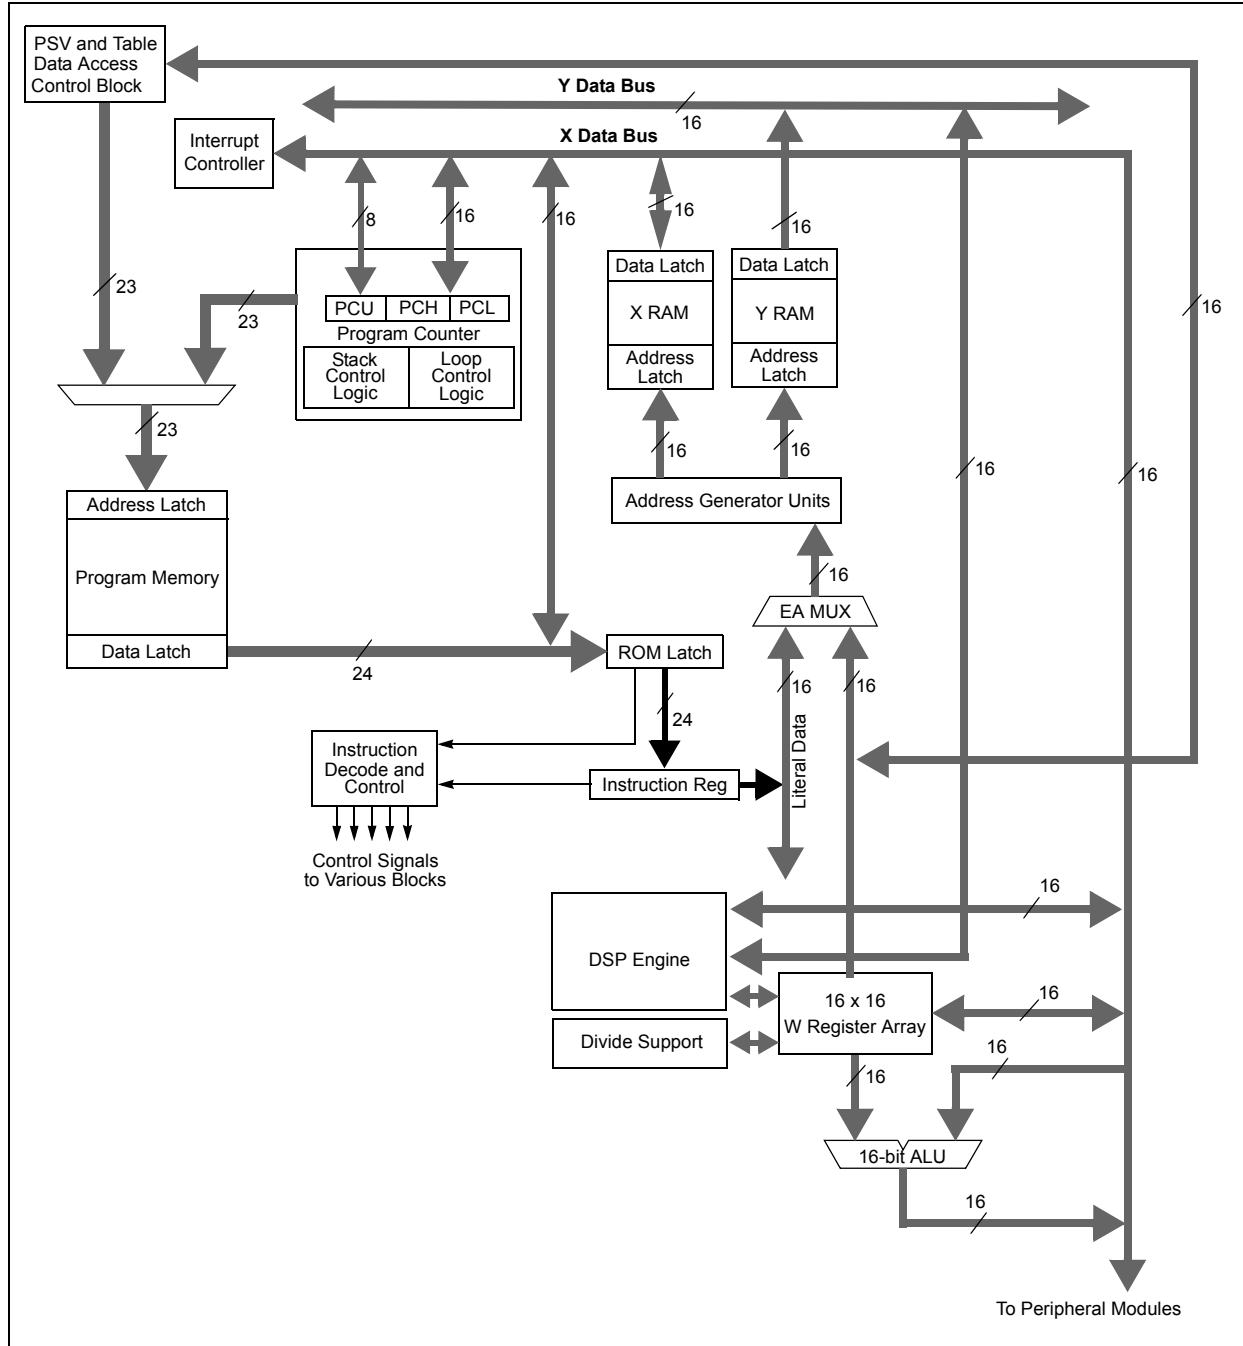 PSV and Table
Data Access
Control Block
Y Data Bus
16
Interrupt
Controller
X Data Bus
8
16
16
16
16
23
23
16
Data Latch
X RAM
Address
Latch
Data Latch
Y RAM
Address
Latch
PCU
PCH
PCL
Program Counter
Stack
Control
Logic
Loop
Control
Logic
23
16
16
16
16
Address Latch
Program Memory
Data Latch
Address Generator Units
16
EA MUX
24
ROM Latch
16
16
24
Literal Data
Instruction
Decode and
Control
Instruction Reg
Control Signals
to Various Blocks
16
DSP Engine
16 x 16
W Register Array
16
Divide Support
16
16
16-bit ALU
16
To Peripheral Modules